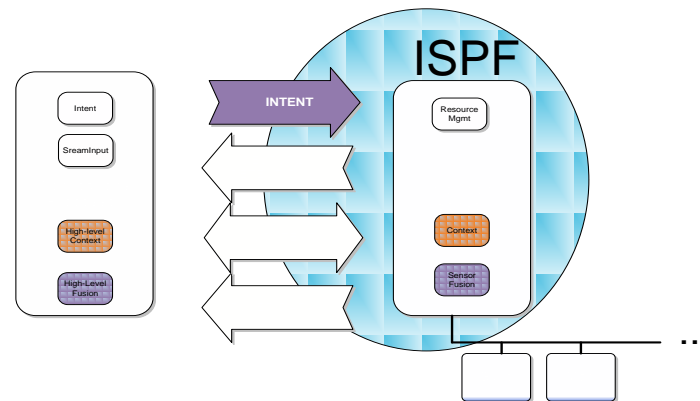 ISPF
Intent
SreamInput
High-level
Context
High-Level
Fusion
INTENT
Resource
Mgmt
Context
Sensor
Fusion
..